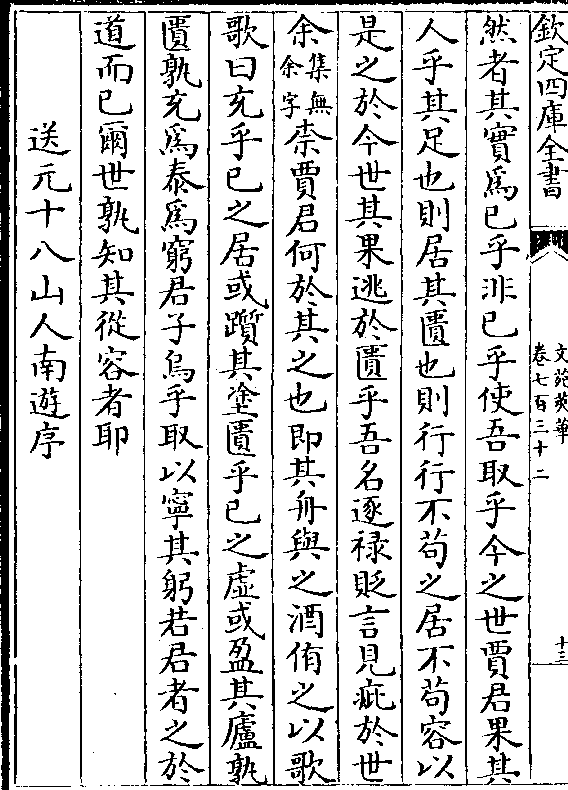 欽定四庫全書
文苑英華
卷七百三十二
十三
然者其實為已乎非已乎使吾取乎今之世賈君果其
人乎其足也則居其匱也則行行不苟之居不苟容以
是之於今世其果逃於匱乎吾名逐禄貶言見疵於世
余集無余字柰賈君何於其之也即其舟與之酒侑之以歌
歌曰充乎已之居或躓其塗匱乎已之虛或盈其廬孰
匱孰充為泰為窮君子烏乎取以寧其躬若君者之於
道而已爾世孰知其從容者耶
送元十八山人南遊序